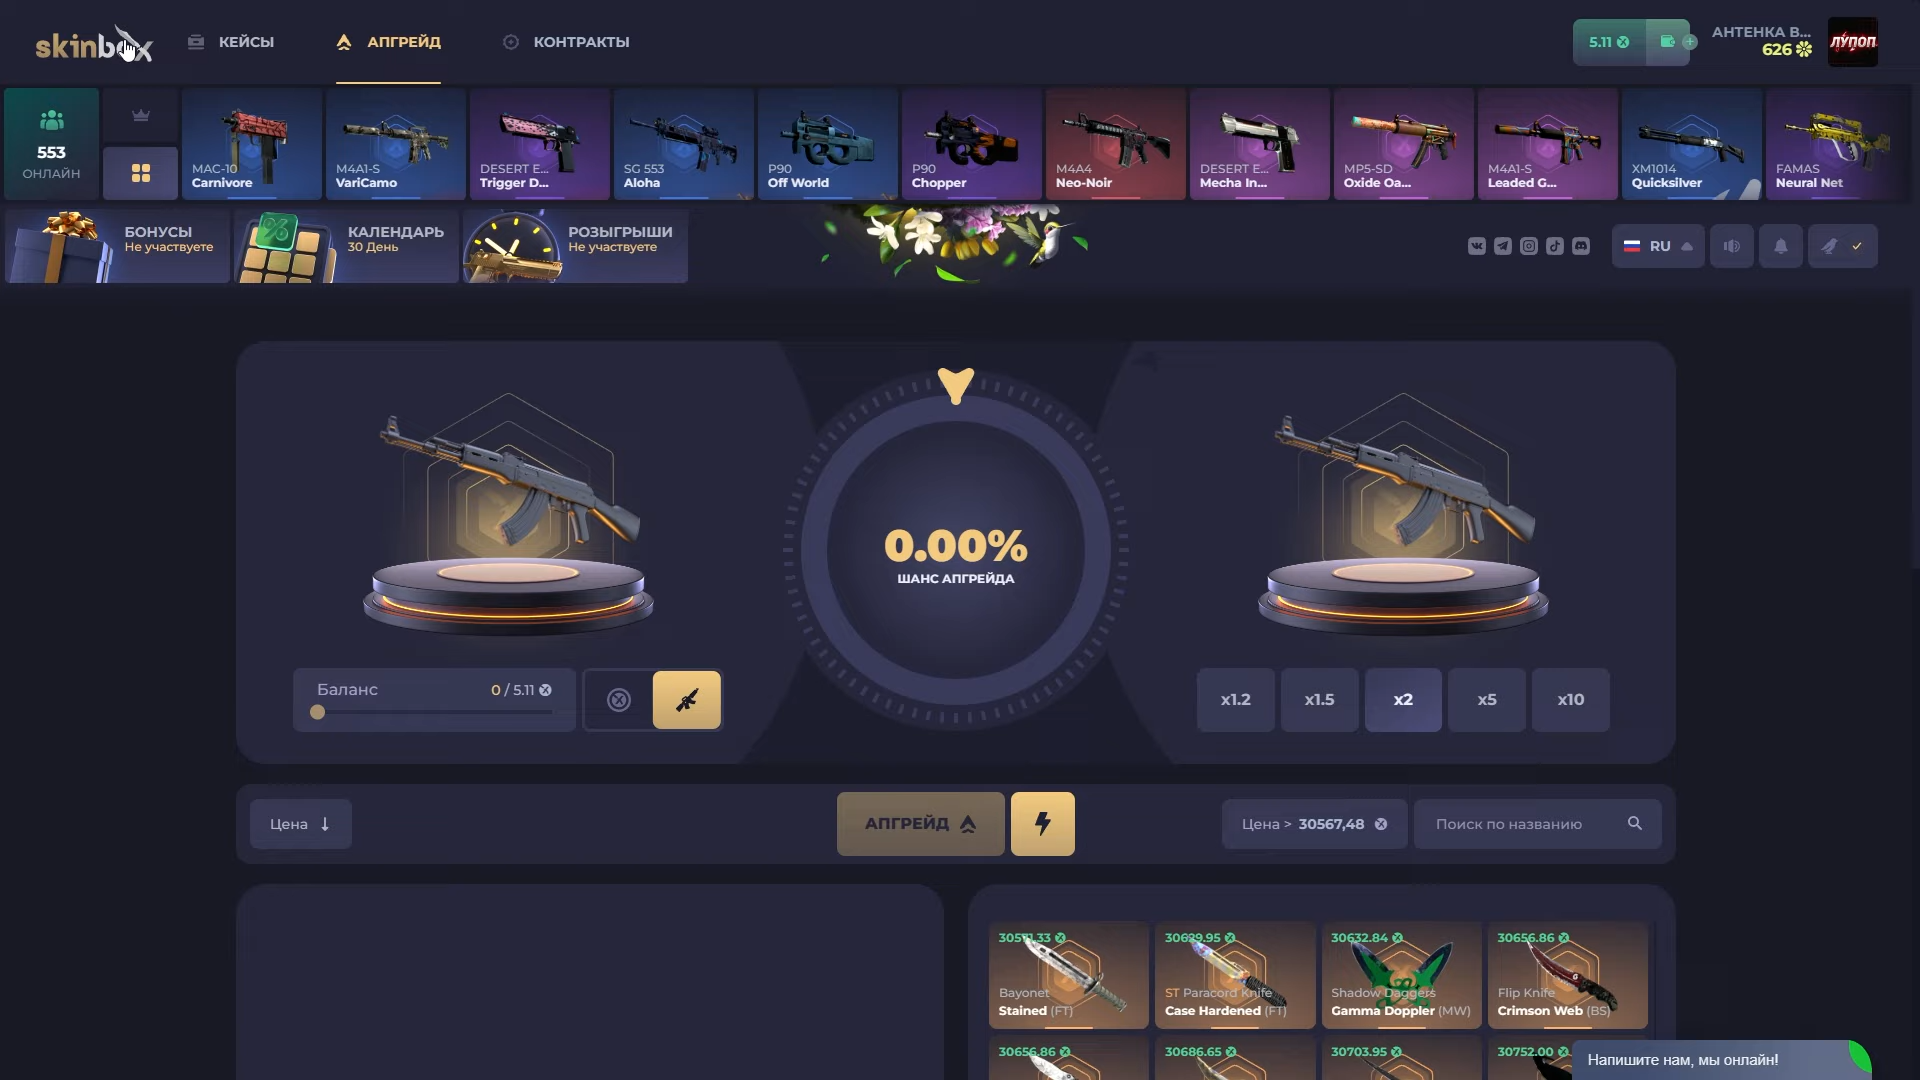 skinbox
КЕЙСЫ
АПГРЕЙД
КОНТРАКТЫ
5.11
АНТЕНКА В...
626
ЛУПОП
553
ОНЛАЙН
MAC-10
Carnivore
M4A1-S
VariCamo
DESERT E...
Trigger D...
SG 553
Aloha
P90
Off World
P90
Chopper
M4A4
Neo-Noir
DESERT E...
Mecha In...
MP5-SD
Oxide Oa...
M4A1-S
Leaded G...
XM1014
Quicksilver
FAMAS
Neural Net
БОНУСЫ
Не участвуете
КАЛЕНДАРЬ
30 День
РОЗЫГРЫШИ
Не участвуете
RU
0.00%
ШАНС АПГРЕЙДА
Баланс
0 / 5.11
x1.2
x1.5
x2
x5
x10
Цена
АПГРЕЙД
Цена > 30567,48
Поиск по названию
30571.33
Bayonet
Stained (FT)
30629.95
ST Paracord Knife
Case Hardened (FT)
30632.84
Shadow Daggers
Gamma Doppler (MW)
30656.86
Flip Knife
Crimson Web (BS)
30656.86
30686.65
30703.95
30752.00
Напишите нам, мы онлайн!